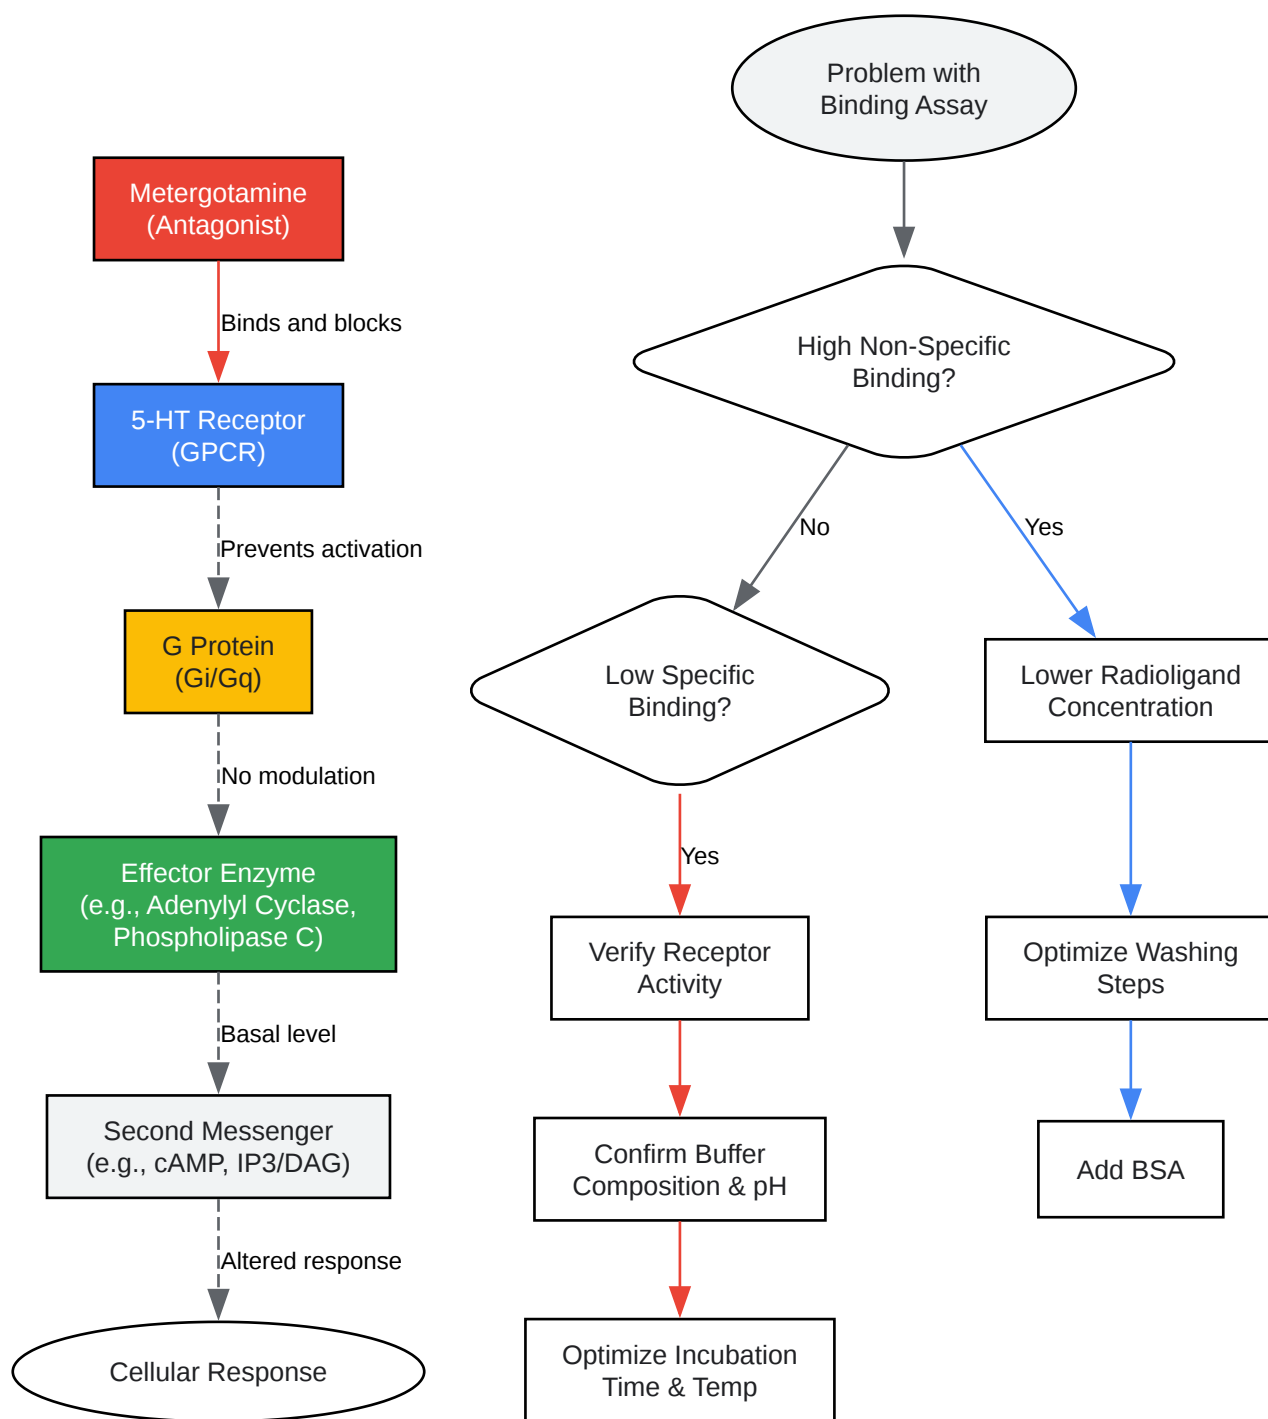 Metergotamine
(Antagonist)
Binds and blocks
5-HT Receptor
(GPCR)
Prevents activation
G Protein
(Gi/Gq)
No modulation
Effector Enzyme
(e.g., Adenylyl Cyclase,
Phospholipase C)
Basal level
Second Messenger
(e.g., cAMP, IP3/DAG)
Altered response
Cellular Response
Problem with
Binding Assay
High Non-Specific
Binding?
No
Yes
Low Specific
Binding?
Yes
Verify Receptor
Activity
Confirm Buffer
Composition & pH
Optimize Incubation
Time & Temp
Lower Radioligand
Concentration
Optimize Washing
Steps
Add BSA